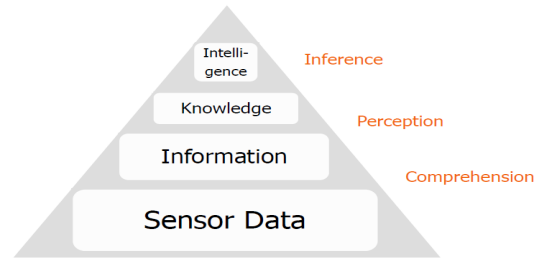 Intelli-
gence
Inference
Knowledge
Perception
Information
Comprehension
Sensor Data